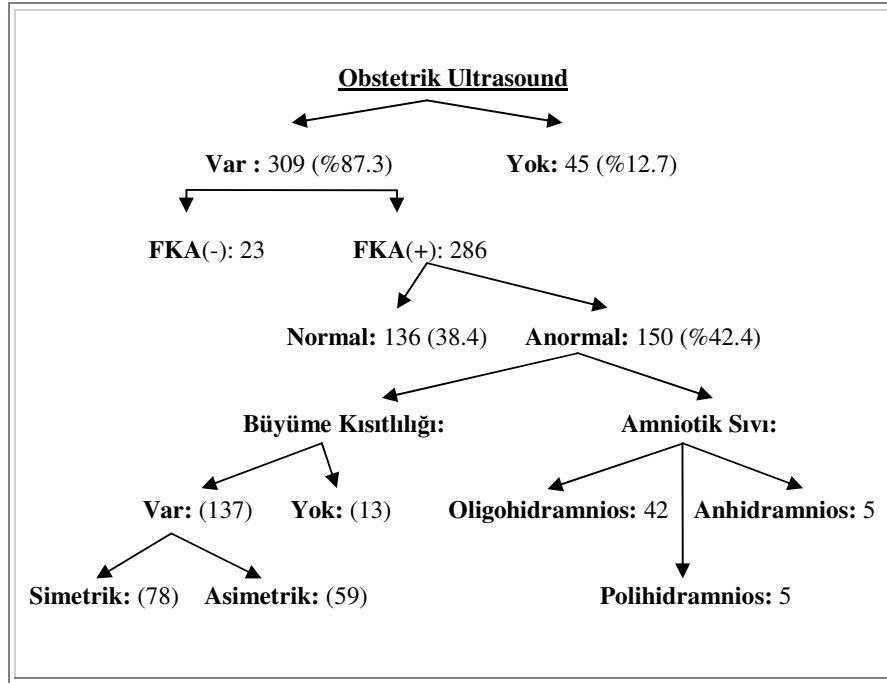 Obstetrik Ultrasound
Var : 309 (%87.3) Yok: 45 (%12.7)
FKA(-): 23 FKA(+): 286
Normal: 136 (38.4) Anormal: 150 (%42.4)
Büyüme Kısıtlılığı: Amniotik Sıvı:
Var: (137) Yok: (13) Oligohidramnios: 42 Anhidramnios: 5
Simetrik: (78) Asimetrik: (59) Polihidramnios: 5